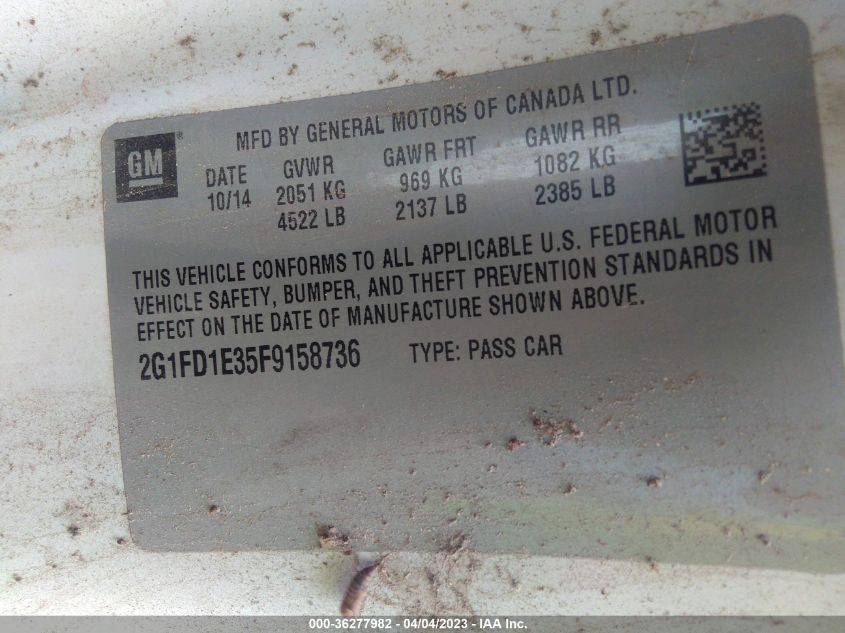 MFD BY GENERAL MOTORS OF CANADA LTD.
GM®
DATE GVWR GAWR FRT GAWR RR
10/14 2051 KG 969 KG 1082 KG
4522 LB 2137 LB 2385 LB
THIS VEHICLE CONFORMS TO ALL APPLICABLE U.S. FEDERAL MOTOR
VEHICLE SAFETY, BUMPER, AND THEFT PREVENTION STANDARDS IN
EFFECT ON THE DATE OF MANUFACTURE SHOWN ABOVE.
2G1FD1E35F9158736 TYPE: PASS CAR
000-36277982 - 04/04/2023 - IAA Inc.